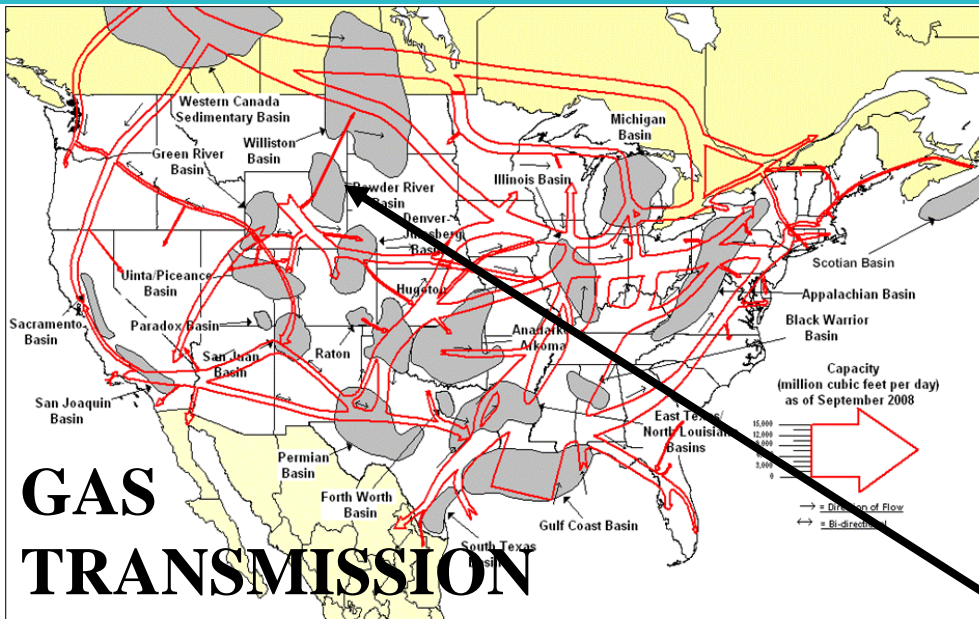 Western Canada
Sedimentary Basin
Michigan
Basin
Green River
Basin
Williston
Basin
Illinois Basin
River
Basin
Denver-
Basin
Scotian Basin
Uinta/Piceance
Basin
Hugoton
Appalachian Basin
Sacramento
Basin
Paradox Basin
Black Warrior
Basin
San Juan
Basin
Raton
Anadarko
Arkoma
Capacity
(million cubic feet per day)
as of September 2008
San Joaquin
Basin
East Texas/
North Louisiana
Basins
15,000
12,000
9,000
6,000
3,000
0
Permian
Basin
Forth Worth
Basin
Gulf Coast Basin
= Direction of Flow
= Bi-directional
South Texas
Basin
GAS
TRANSMISSION